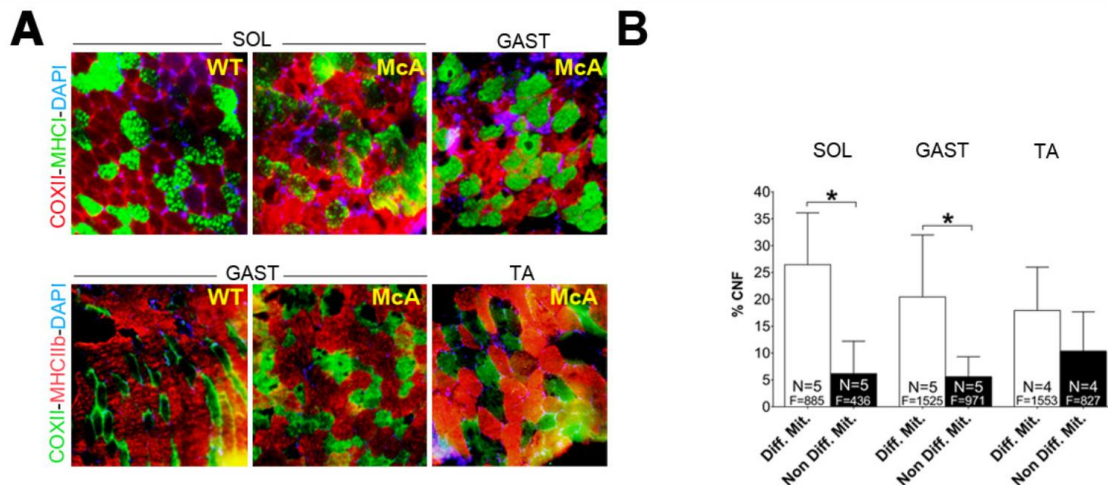 A
SOL
GAST
COXII-MHCI-DAPI
WT
McA
McA
GAST
TA
COXII-MHCIIb-DAPI
WT
McA
McA
B
SOL
GAST
TA
% CNF
40
35
30
25
20
15
10
5
0
*
*
N=5
F=885
N=5
F=436
N=5
F=1525
N=5
F=971
N=4
F=1553
N=4
F=827
Diff. Mit.
Non Diff. Mit.
Diff. Mit.
Non Diff. Mit.
Diff. Mit.
Non Diff. Mit.